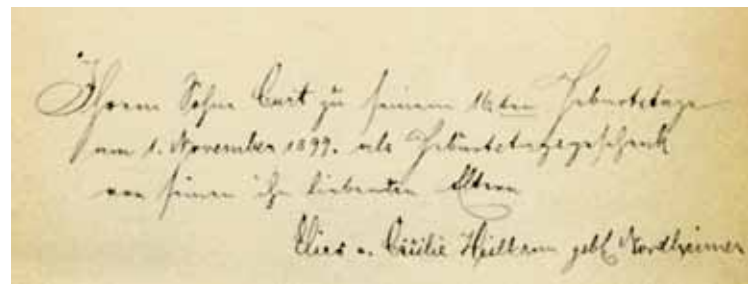 Ihrem Sohne Curt zu seinem 16ten Geburtstage
am 1. November 1899. als Geburtstagsgeschenk
von seinen ihn liebenden Eltern
Elias u. Cäcilie Heilbrun geb. Nordheimer